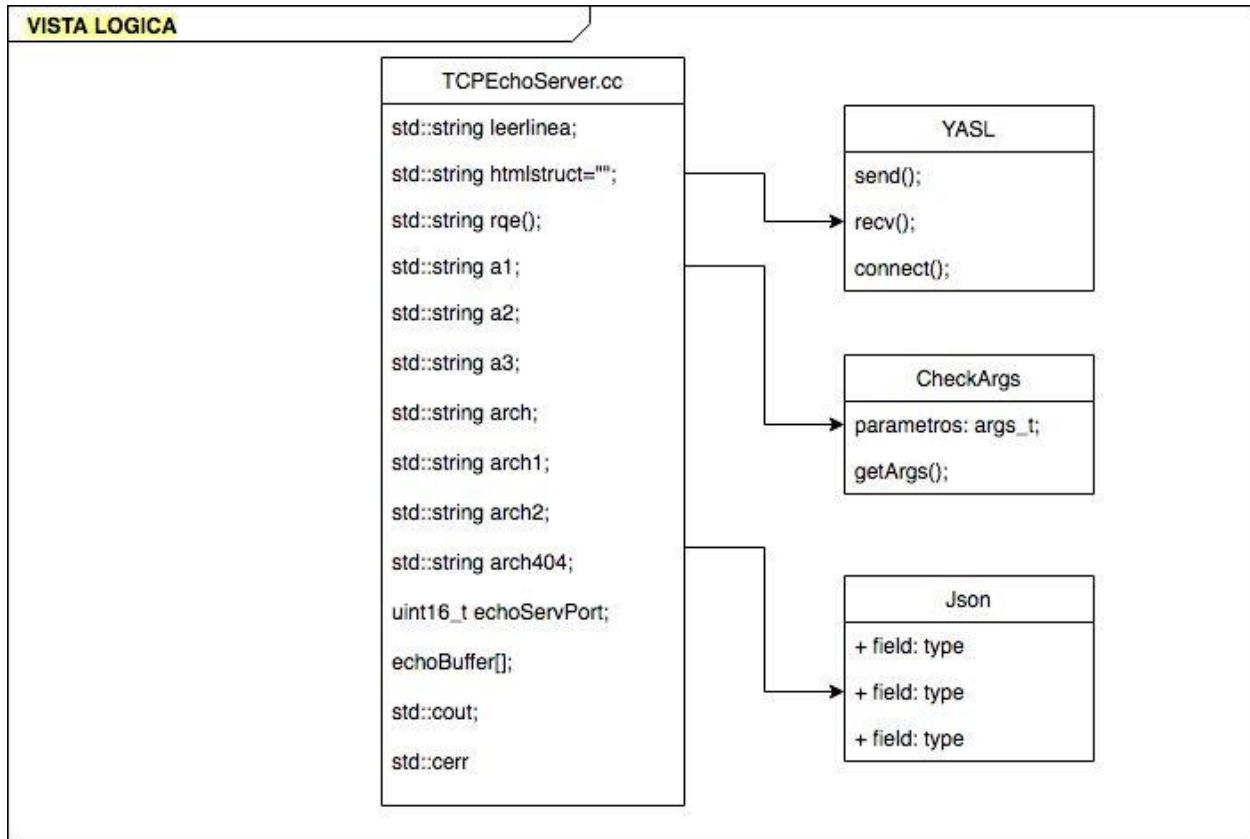 VISTA LOGICA
TCPEchoServer.cc
std::string leerlinea;
std::string htmlstruct="";
std::string rqe();
std::string a1;
std::string a2;
std::string a3;
std::string arch;
std::string arch1;
std::string arch2;
std::string arch404;
uint16_t echoServPort;
echoBuffer[];
std::cout;
std::cerr
YASL
send();
recv();
connect();
CheckArgs
parametros: args_t;
getArgs();
Json
+ field: type
+ field: type
+ field: type